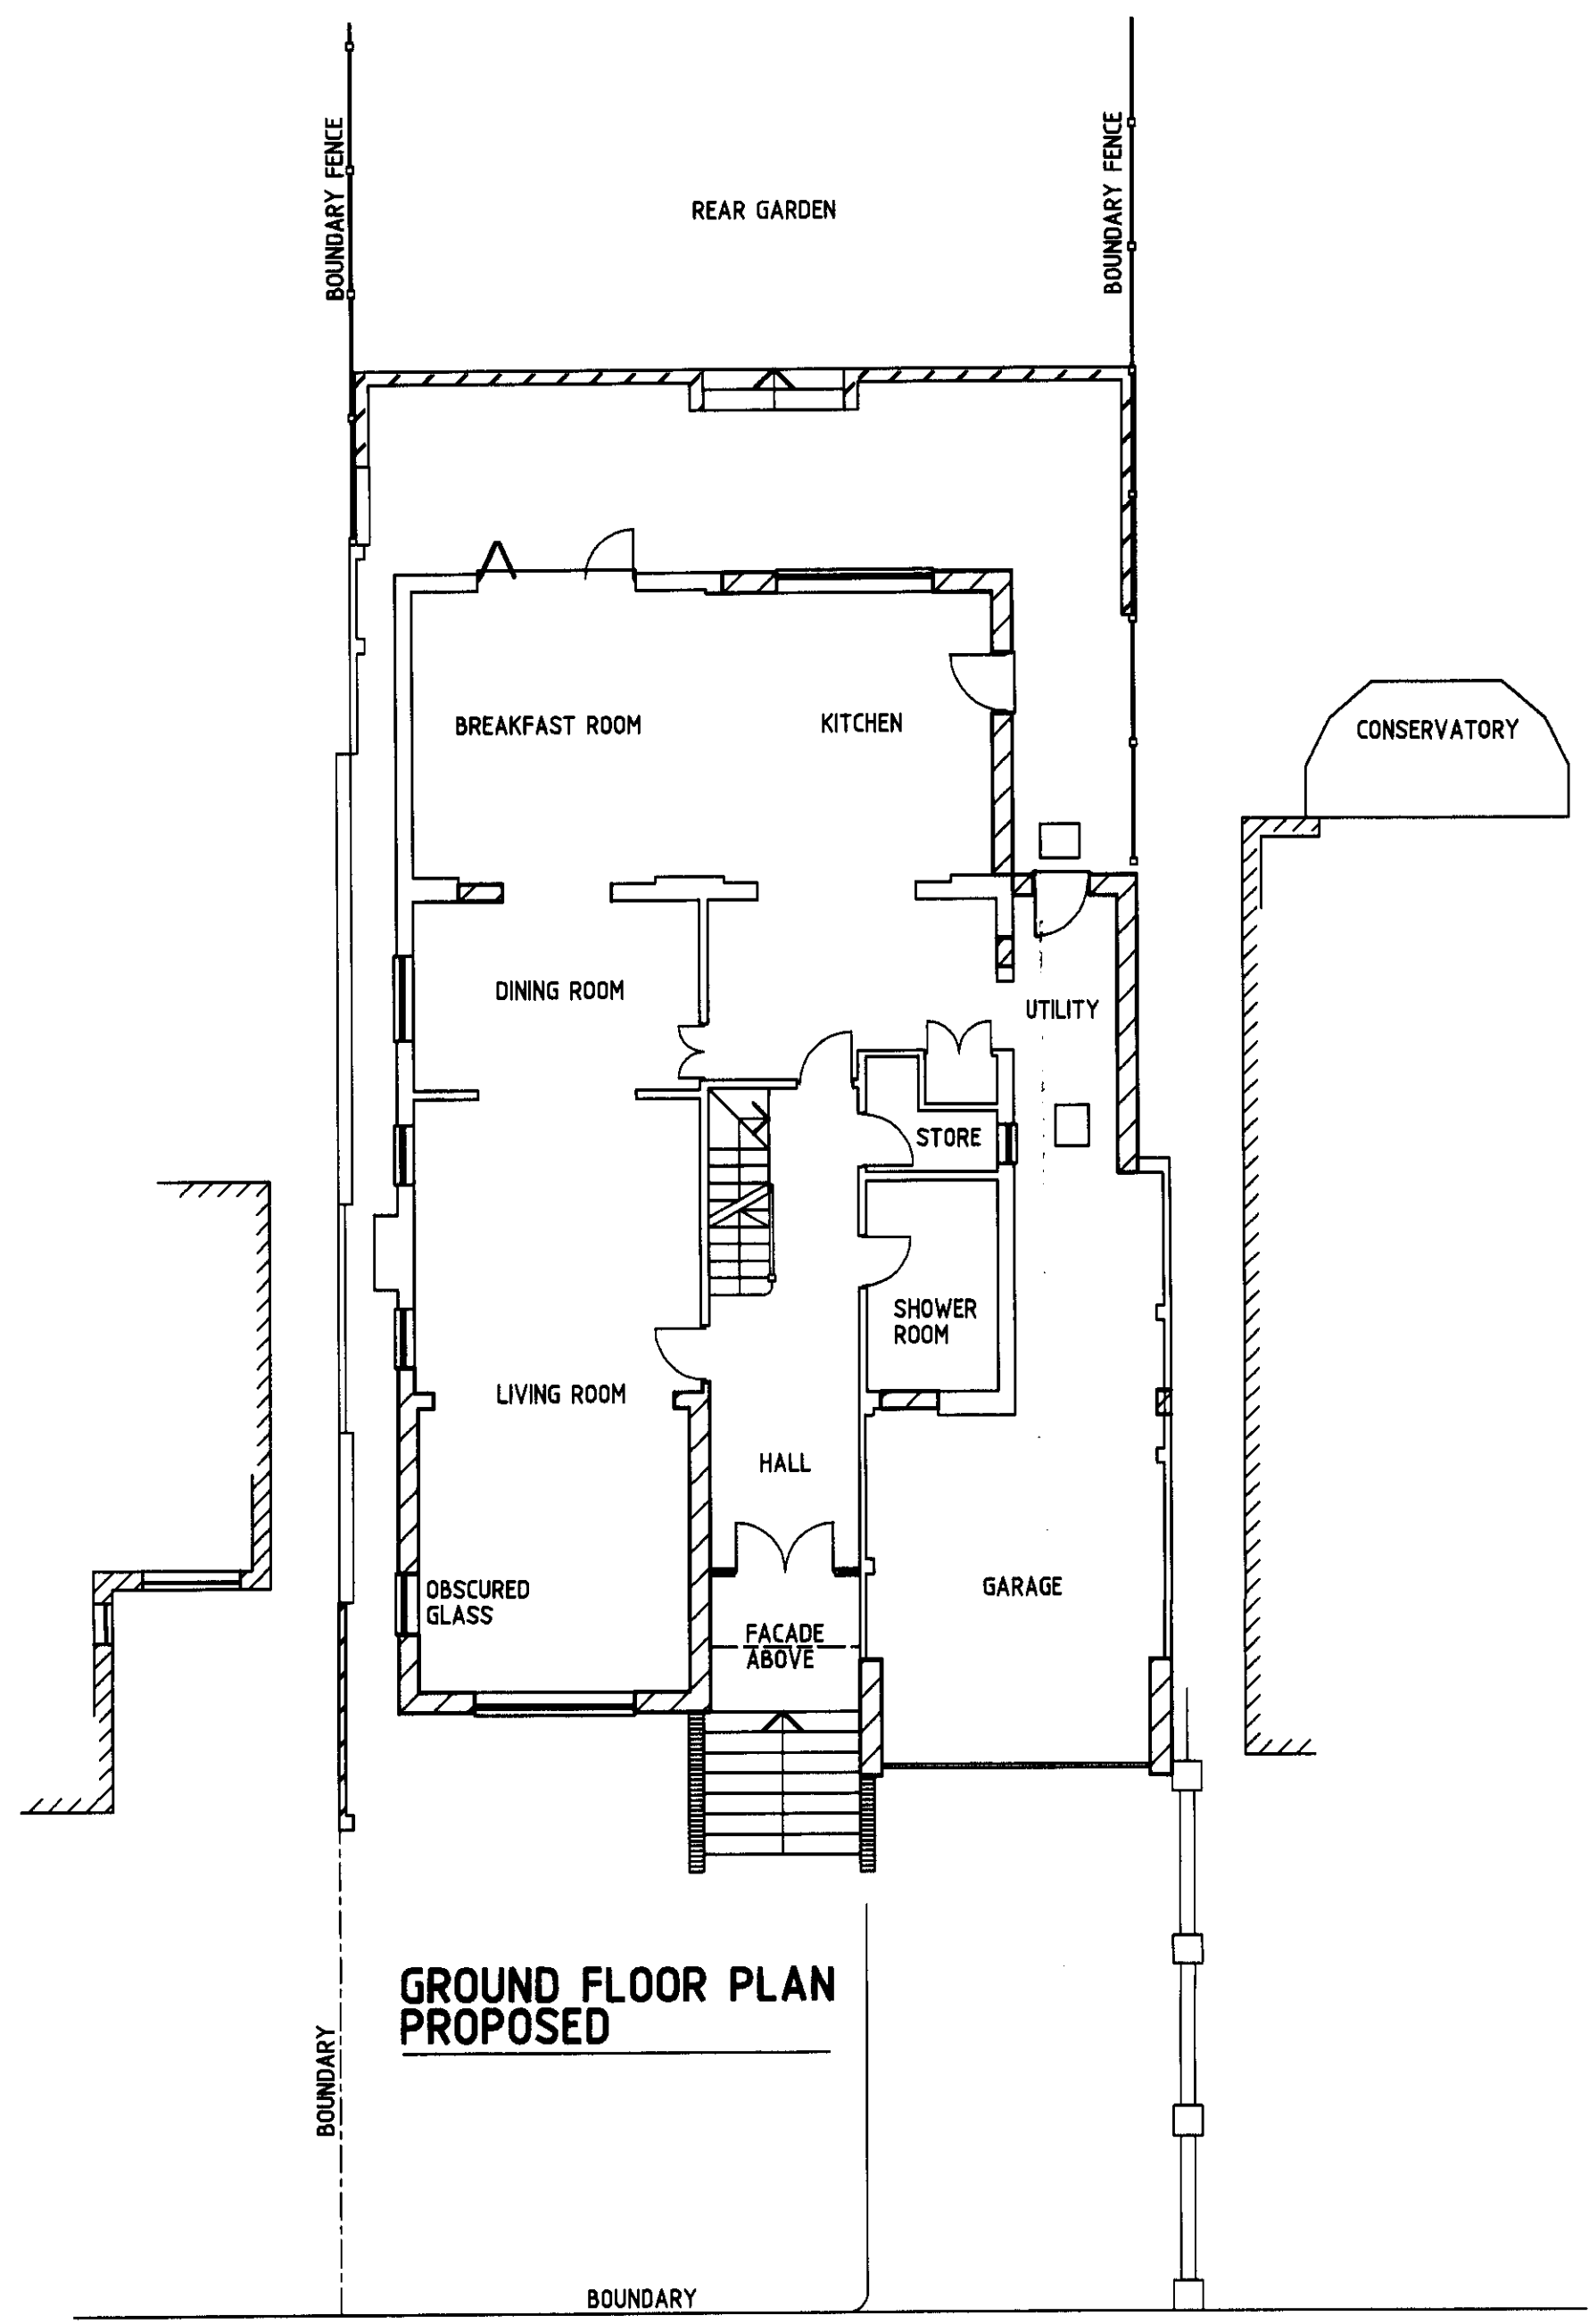 BOUNDARY FENCE
BOUNDARY FENCE
REAR GARDEN
BREAKFAST ROOM
KITCHEN
CONSERVATORY
DINING ROOM
UTILITY
STORE
SHOWER
ROOM
LIVING ROOM
HALL
OBSCURED
GLASS
GARAGE
FACADE
ABOVE
GROUND FLOOR PLAN
PROPOSED
BOUNDARY
BOUNDARY